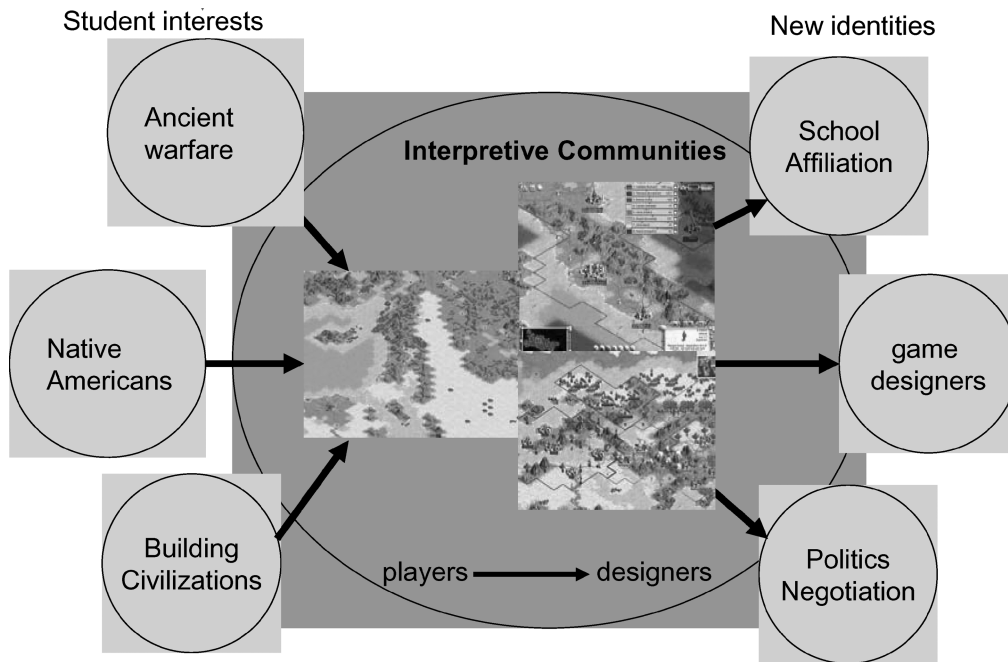 Student interests
New identities
Ancient
warfare
School
Affiliation
Interpretive Communities
Native
Americans
game
designers
Building
Civilizations
players
designers
Politics
Negotiation